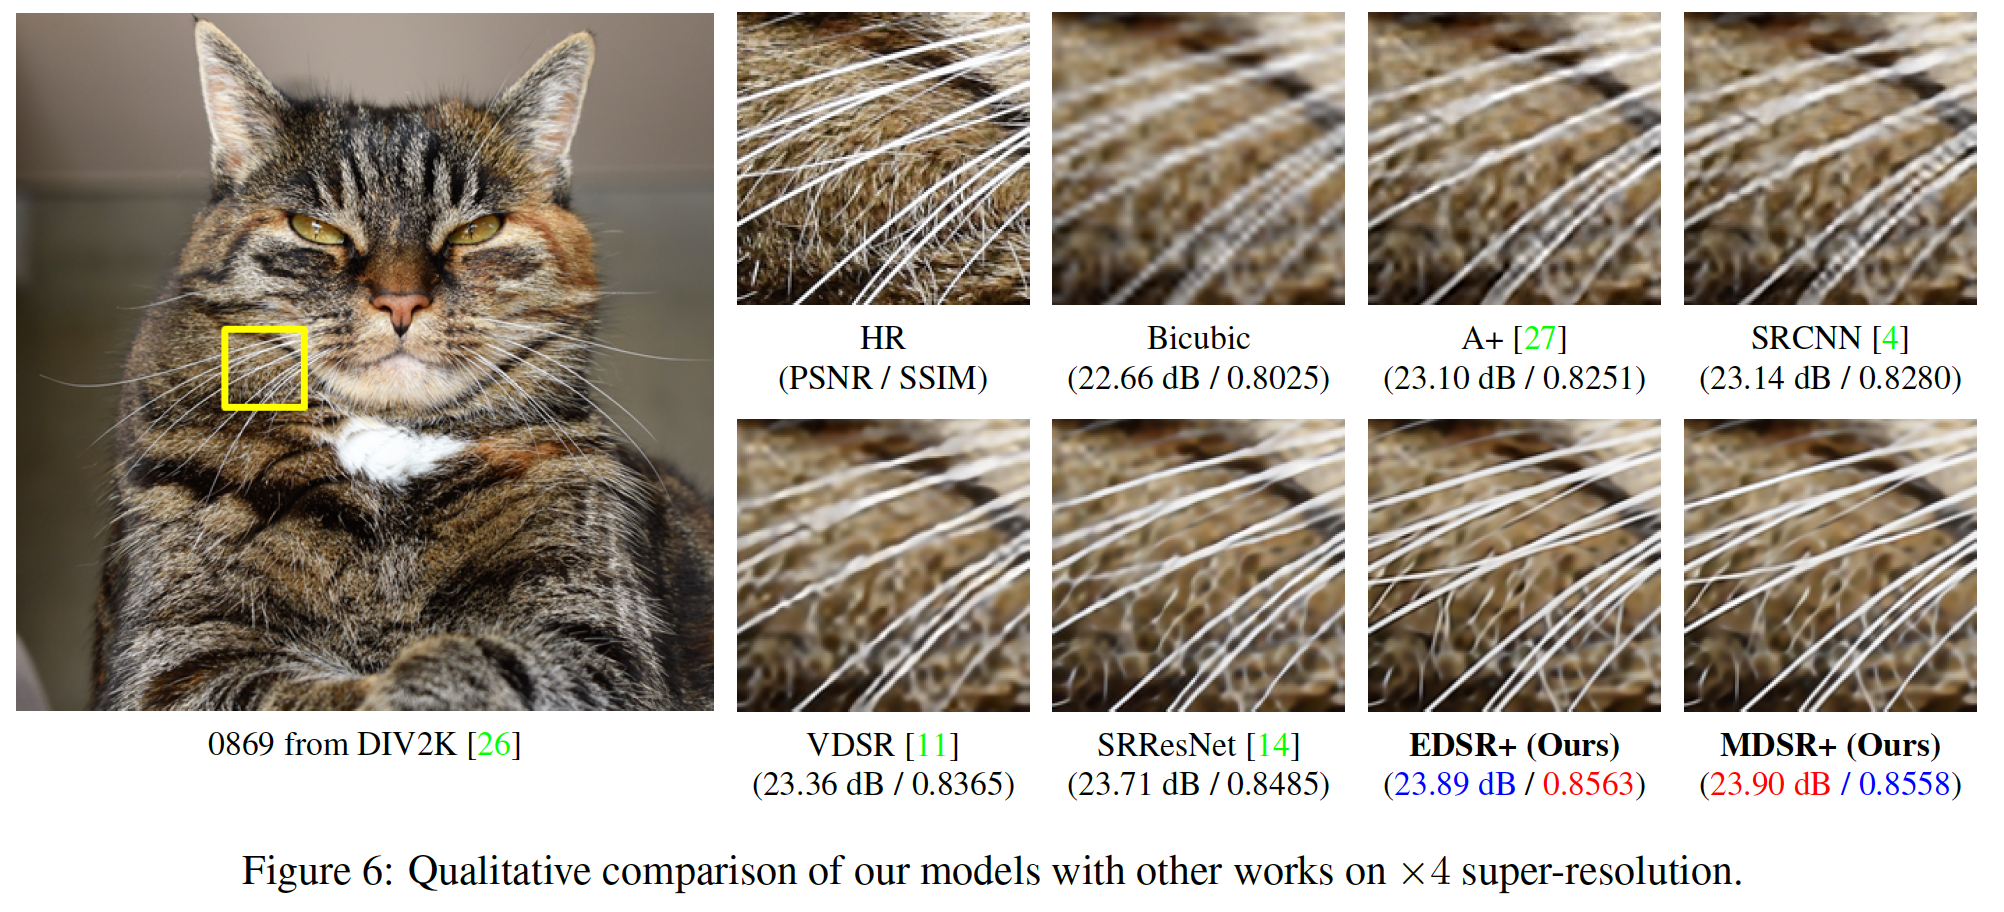 HR
(PSNR / SSIM)
Bicubic
(22.66 dB / 0.8025)
A+ [27]
(23.10 dB / 0.8251)
SRCNN [4]
(23.14 dB / 0.8280)
0869 from DIV2K [26]
VDSR [11]
(23.36 dB / 0.8365)
SRResNet [14]
(23.71 dB / 0.8485)
EDSR+ (Ours)
(23.89 dB / 0.8563)
MDSR+ (Ours)
(23.90 dB / 0.8558)
Figure 6: Qualitative comparison of our models with other works on ×4 super-resolution.